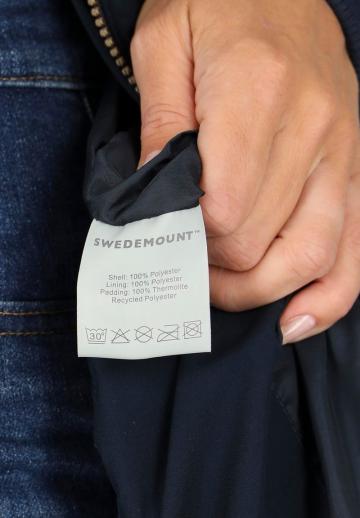 SWEDEMOUNT™
Shell: 100% Polyester
Lining: 100% Polyester
Padding: 100% Thermolite
Recycled Polyester
30°